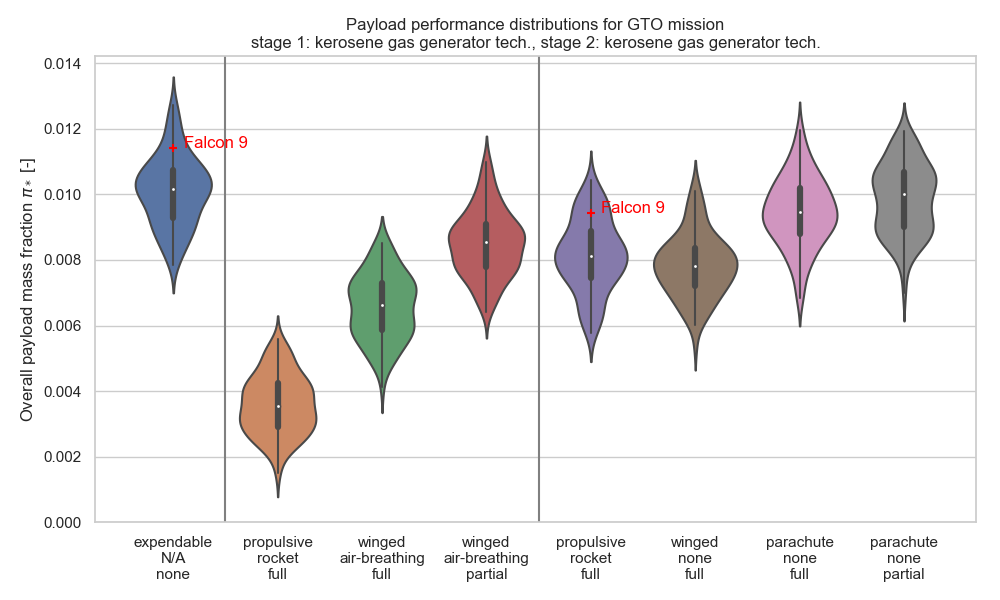 Payload performance distributions for GTO mission
stage 1: kerosene gas generator tech., stage 2: kerosene gas generator tech.
Overall payload mass fraction π* [-]
0.014
0.012
0.010
0.008
0.006
0.004
0.002
0.000
Falcon 9
Falcon 9
expendable
N/A
none
propulsive
rocket
full
winged
air-breathing
full
winged
air-breathing
partial
propulsive
rocket
full
winged
none
full
parachute
none
full
parachute
none
partial